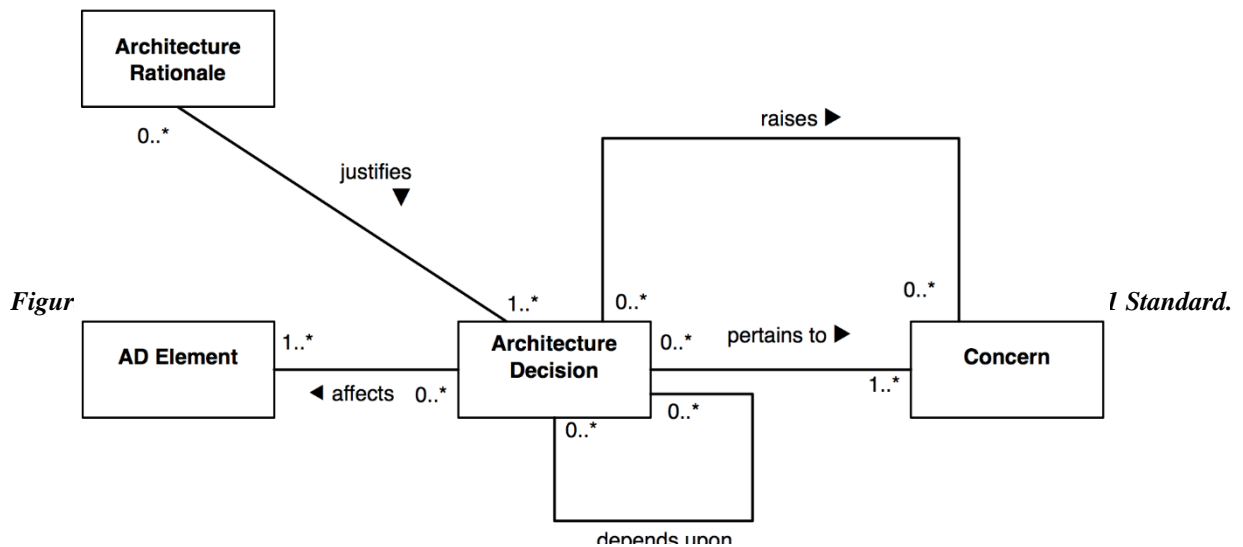 Architecture
Rationale
0..*
raises ▶
justifies
▼
Figur
1..*
0..*
0..*
l Standard.
AD Element
1..*
Architecture
Decision
0..*
pertains to ▶
Concern
◀ affects
0..*
1..*
0..*
0..*
depends upon